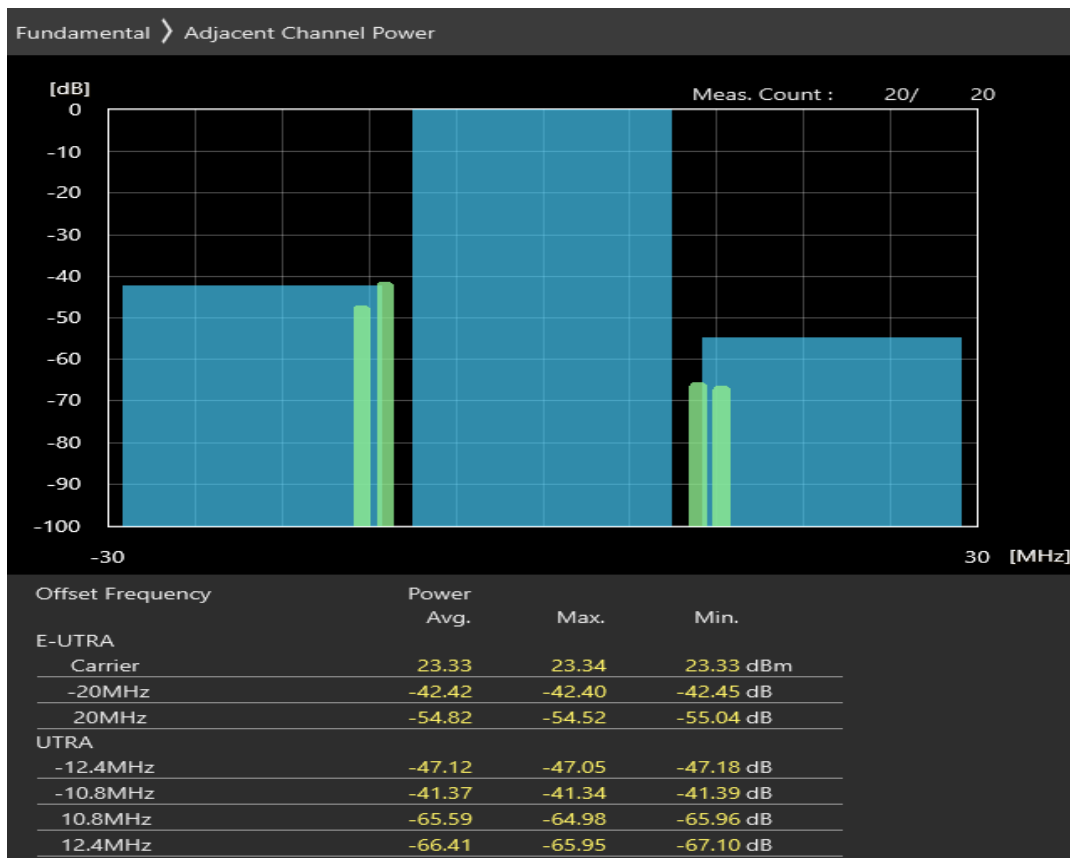 Fundamental 〉 Adjacent Channel Power
[dB]
Meas. Count : 20/ 20
0
-10
-20
-30
-40
-50
-60
-70
-80
-90
-100
-30 30 [MHz]
Offset Frequency Power
Avg. Max. Min.
E-UTRA
Carrier 23.33 23.34 23.33 dBm
-20MHz -42.42 -42.40 -42.45 dB
20MHz -54.82 -54.52 -55.04 dB
UTRA
-12.4MHz -47.12 -47.05 -47.18 dB
-10.8MHz -41.37 -41.34 -41.39 dB
10.8MHz -65.59 -64.98 -65.96 dB
12.4MHz -66.41 -65.95 -67.10 dB